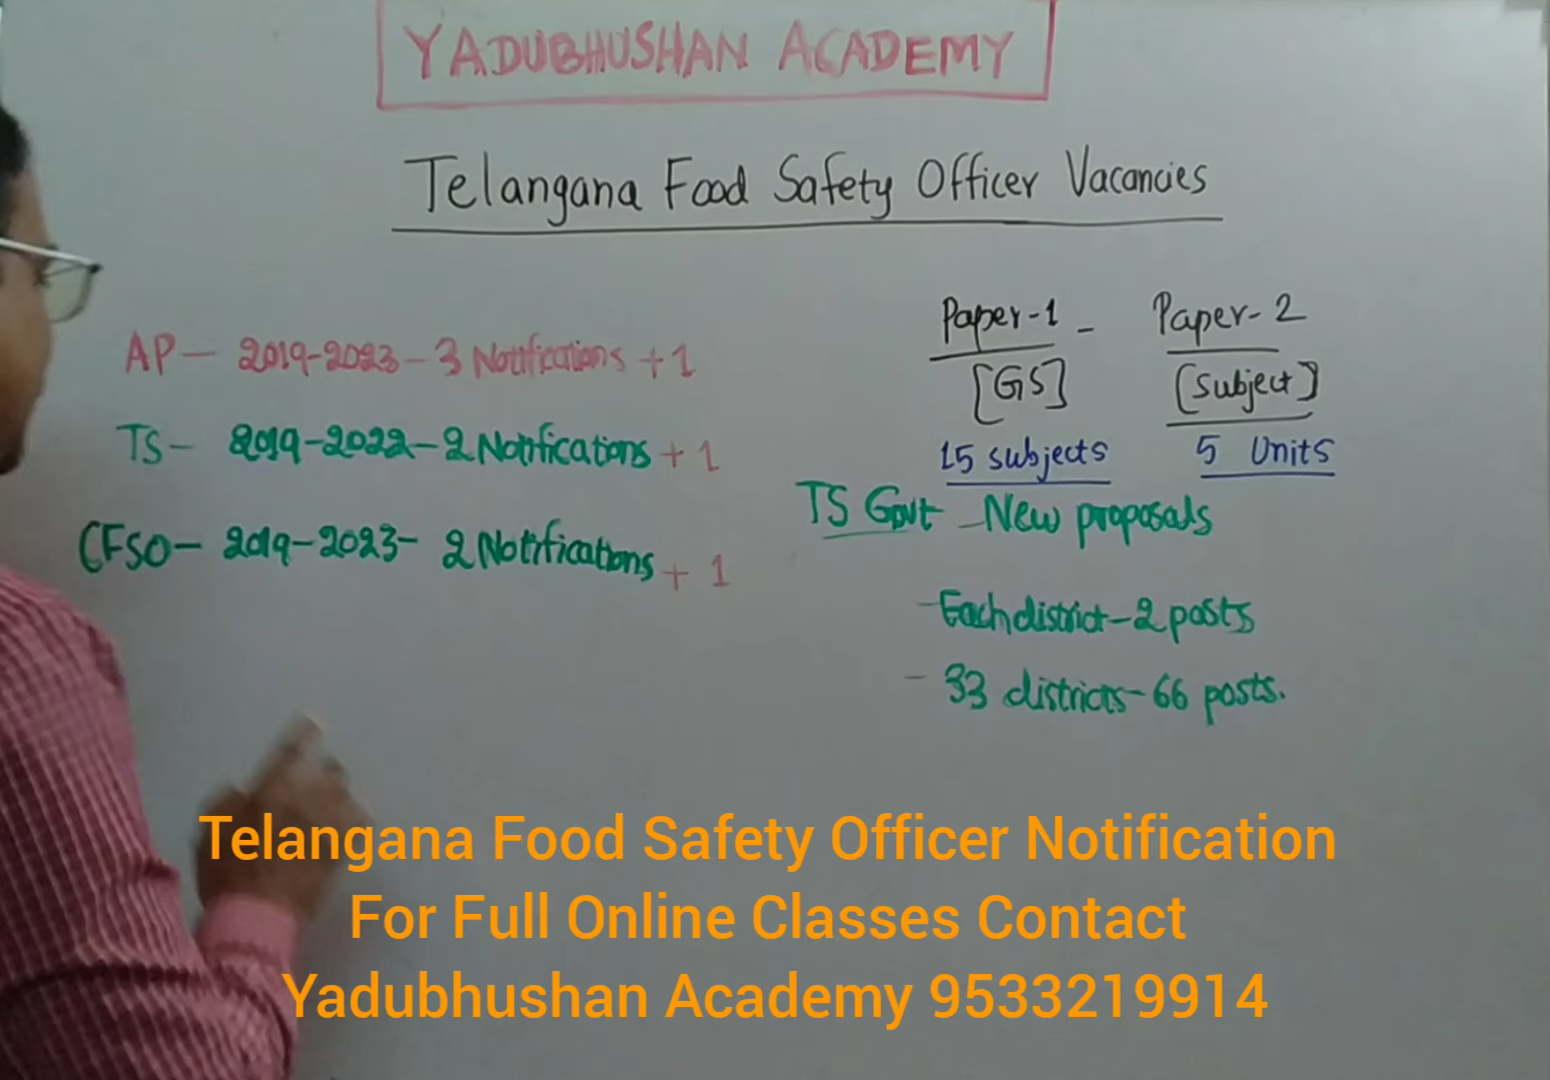 YADUBHUSHAN ACADEMY
Telangana Food Safety Officer Vacancies
AP - 2019-2023 - 3 Notifications + 1
TS - 2019-2022 - 2 Notifications + 1
CFSO - 2019-2023 - 2 Notifications + 1
Paper-1 - Paper-2
[GS] [Subject]
15 subjects 5 Units
TS Govt - New proposals
- Each district - 2 posts
- 33 districts - 66 posts.
Telangana Food Safety Officer Notification
For Full Online Classes Contact
Yadubhushan Academy 9533219914